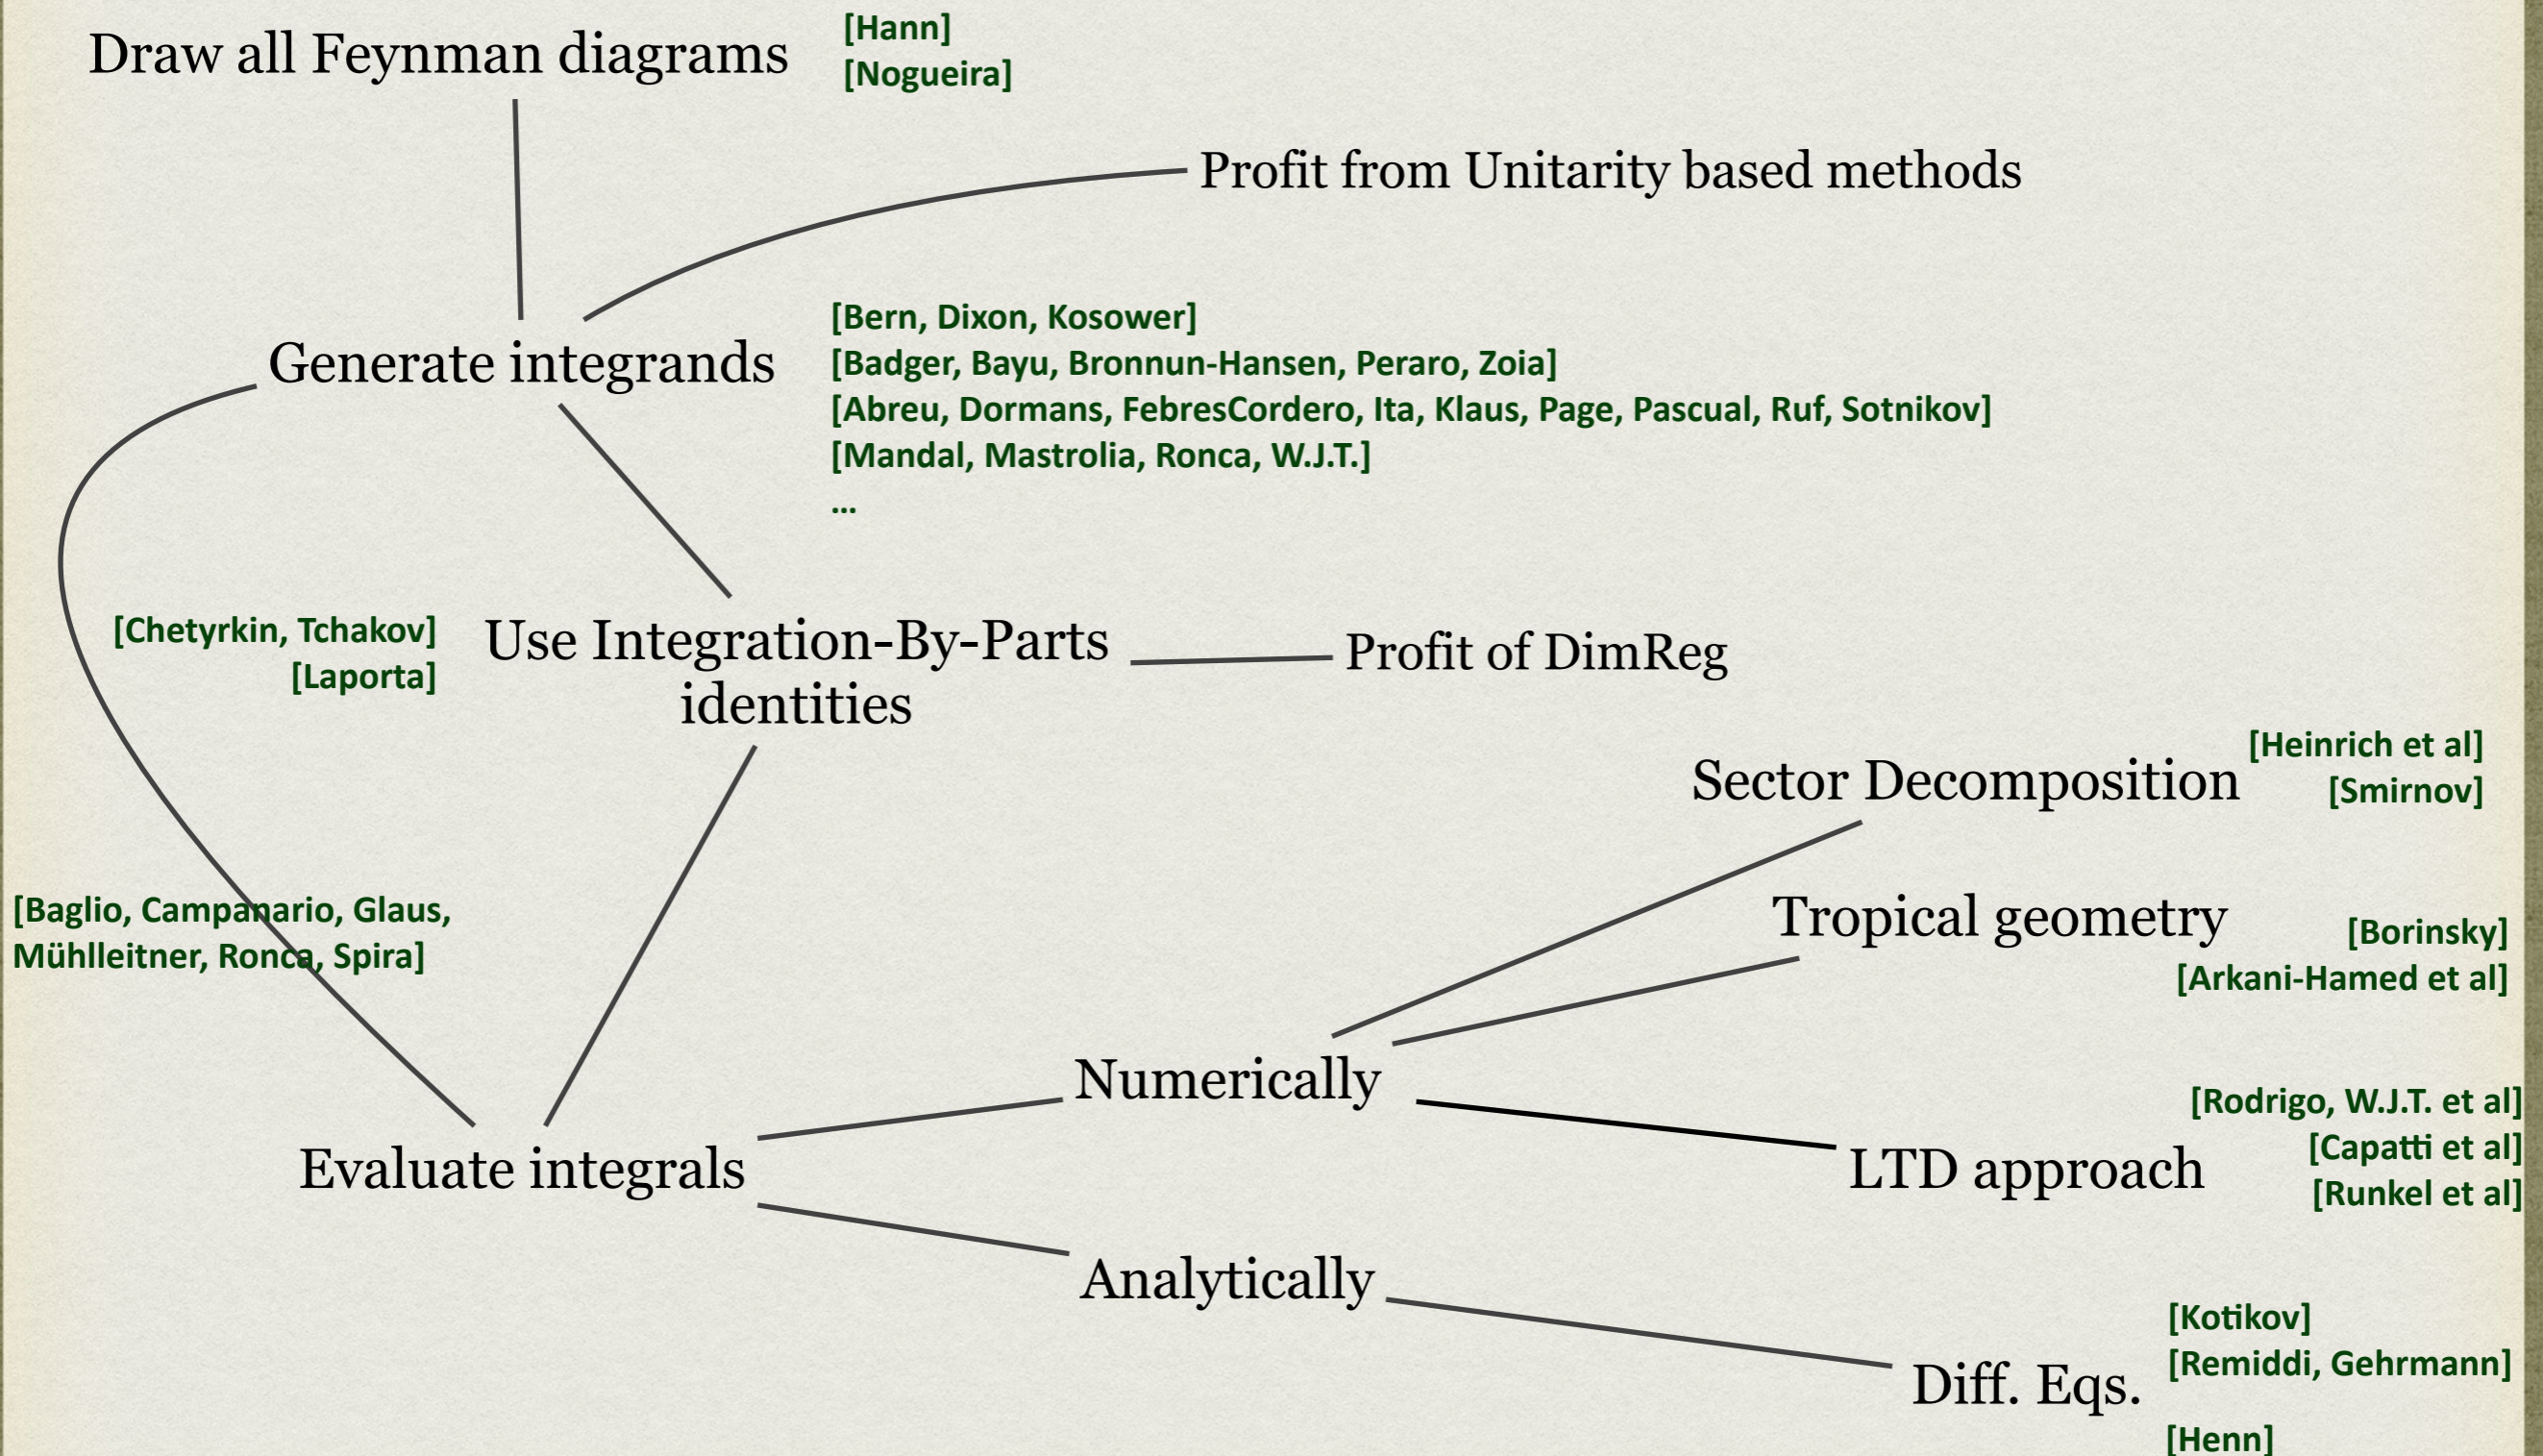 Draw all Feynman diagrams
[Hann]
[Nogueira]
Profit from Unitarity based methods
Generate integrands
[Bern, Dixon, Kosower]
[Badger, Bayu, Bronnun-Hansen, Peraro, Zoia]
[Abreu, Dormans, FebresCordero, Ita, Klaus, Page, Pascual, Ruf, Sotnikov]
[Mandal, Mastrolia, Ronca, W.J.T.]
...
[Chetyrkin, Tchakov]
[Laporta]
Use Integration-By-Parts
identities
Profit of DimReg
Sector Decomposition
[Heinrich et al]
[Smirnov]
[Baglio, Campanario, Glaus,
Mühlleitner, Ronca, Spira]
Tropical geometry
[Borinsky]
[Arkani-Hamed et al]
Numerically
Evaluate integrals
LTD approach
[Rodrigo, W.J.T. et al]
[Capatti et al]
[Runkel et al]
Analytically
Diff. Eqs.
[Kotikov]
[Remiddi, Gehrmann]
[Henn]